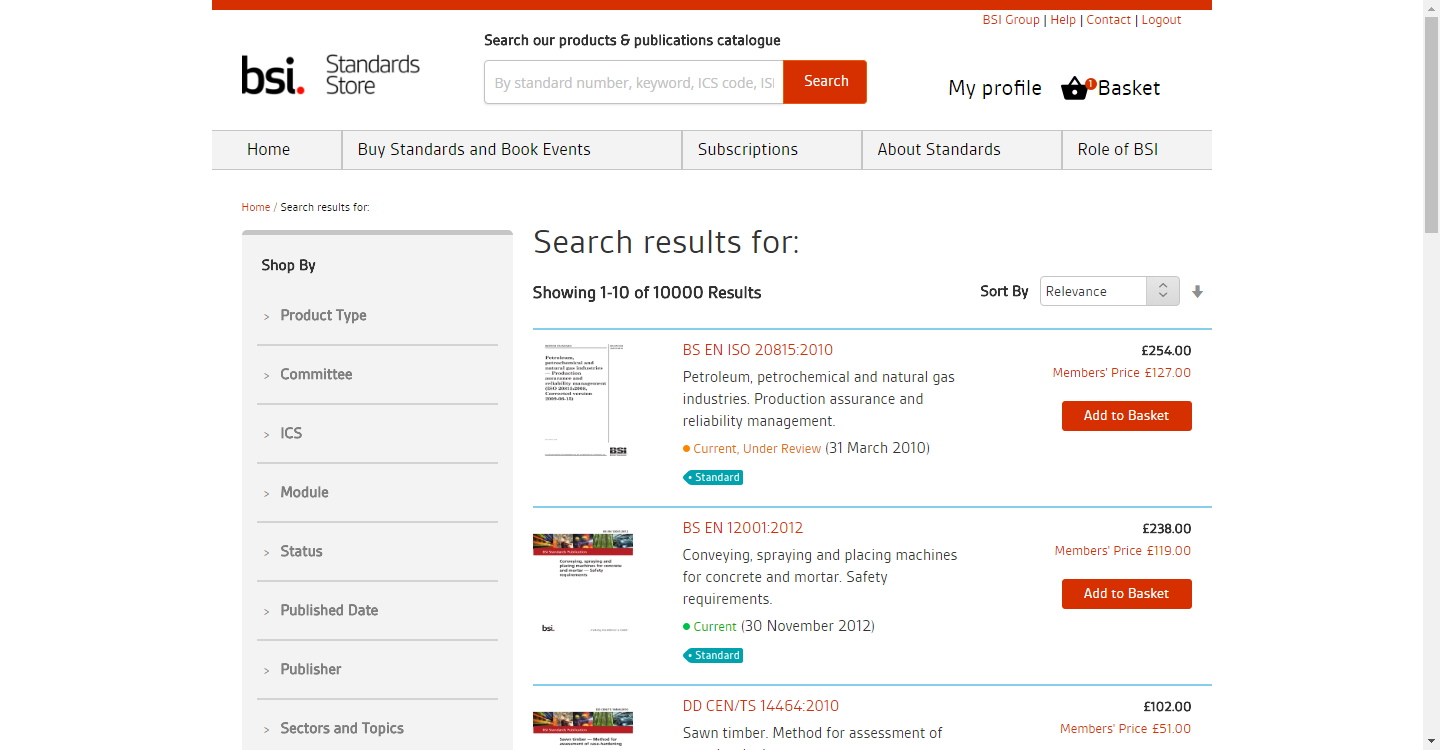 BSI Group | Help | Contact | Logout
Search our products & publications catalogue
bsi. Standards Store
By standard number, keyword, ICS code, ISI
Search
My profile
1
Basket
Home
Buy Standards and Book Events
Subscriptions
About Standards
Role of BSI
Home / Search results for:
Shop By
> Product Type
> Committee
> ICS
> Module
> Status
> Published Date
> Publisher
> Sectors and Topics
Search results for:
Showing 1-10 of 10000 Results
Sort By
Relevance
Petroleum,
petrochemical and
natural gas industries
— Production
assurance and
reliability management
(ISO 20815:2008,
Corrected version
2009-06-15)
BSi
BS EN ISO 20815:2010
£254.00
Members' Price £127.00
Petroleum, petrochemical and natural gas
industries. Production assurance and
reliability management.
Add to Basket
Current, Under Review (31 March 2010)
Standard
BSI Standards Publication
Conveying, spraying and
placing machines for concrete
and mortar — Safety
requirements
bsi.
BS EN 12001:2012
£238.00
Members' Price £119.00
Conveying, spraying and placing machines
for concrete and mortar. Safety
requirements.
Add to Basket
Current (30 November 2012)
Standard
BSI Standards Publication
Sawn timber — Method for
assessment of case-hardening
DD CEN/TS 14464:2010
£102.00
Members' Price £51.00
Sawn timber. Method for assessment of